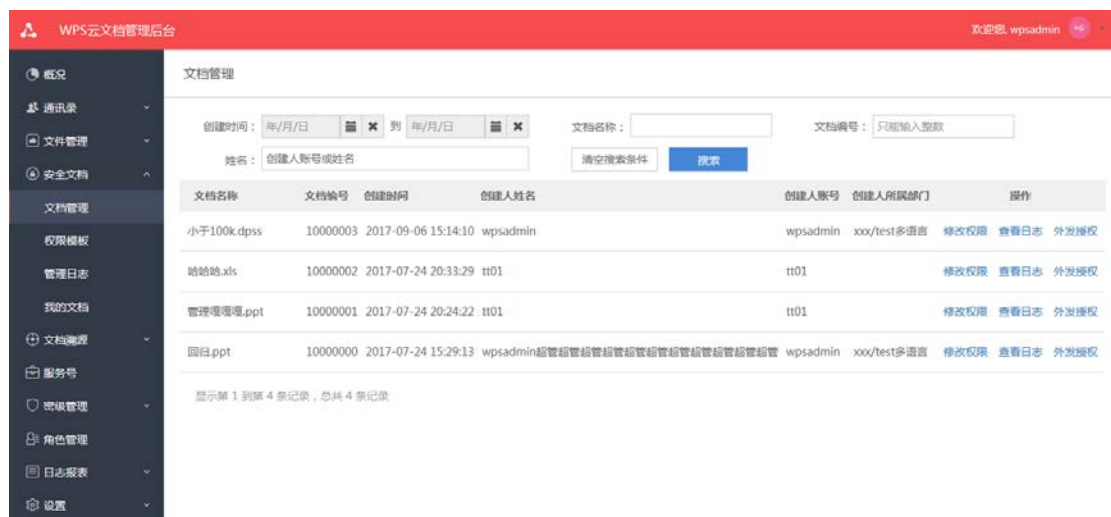 WPS云文档管理后台
欢迎您, wpsadmin
概况
通讯录
文件管理
安全文档
文档管理
权限模板
管理日志
我的文档
文档溯源
服务号
密级管理
角色管理
日志报表
设置
文档管理
创建时间: 年/月/日 到 年/月/日 文档名称: 文档编号: 只能输入整数
姓名: 创建人账号或姓名 清空搜索条件 搜索
文档名称 文档编号 创建时间 创建人姓名 创建人账号 创建人所属部门 操作
小于100k.dpss 10000003 2017-09-06 15:14:10 wpsadmin wpsadmin xxx/test多语言 修改权限 查看日志 外发授权
哈哈哈.xls 10000002 2017-07-24 20:33:29 tt01 tt01 修改权限 查看日志 外发授权
管理嘎嘎嘎.ppt 10000001 2017-07-24 20:24:22 tt01 tt01 修改权限 查看日志 外发授权
回归.ppt 10000000 2017-07-24 15:29:13 wpsadmin超管超管超管超管超管超管超管超管超管超管超管超管 wpsadmin xxx/test多语言 修改权限 查看日志 外发授权
显示第 1 到第 4 条记录，总共 4 条记录